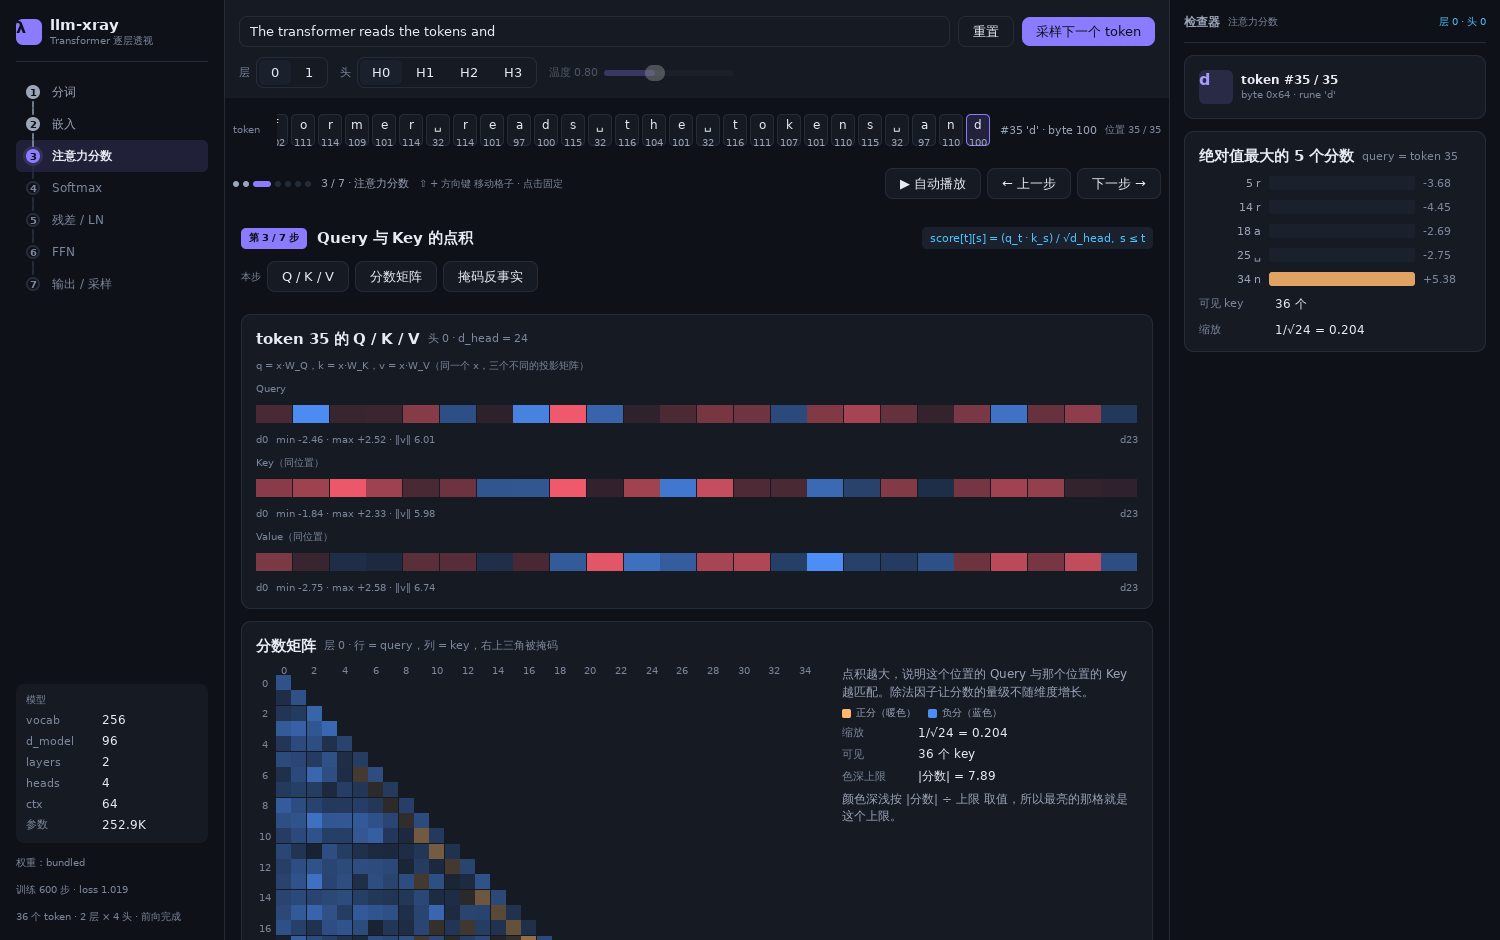 λ
llm-xray
Transformer 逐层透视
1 分词
2 嵌入
3 注意力分数
4 Softmax
5 残差 / LN
6 FFN
7 输出 / 采样
模型
vocab 256
d_model 96
layers 2
heads 4
ctx 64
参数 252.9K
权重：bundled
训练 600 步 · loss 1.019
36 个 token · 2 层 × 4 头 · 前向完成
The transformer reads the tokens and
重置
采样下一个 token
层 0 1 头 H0 H1 H2 H3 温度 0.80
token
o r m e r ␣ r e a d s ␣ t h e ␣ t o k e n s ␣ a n d
111 114 109 101 114 32 114 101 97 100 115 32 116 104 101 32 116 111 107 101 110 115 32 97 110 100
#35 'd' · byte 100 位置 35 / 35
3 / 7 · 注意力分数 ⇧ + 方向键 移动格子 · 点击固定
▶ 自动播放
← 上一步
下一步 →
第 3 / 7 步 Query 与 Key 的点积
score[t][s] = (q_t · k_s) / √d_head, s ≤ t
本步 Q / K / V 分数矩阵 掩码反事实
token 35 的 Q / K / V 头 0 · d_head = 24
q = x·W_Q，k = x·W_K，v = x·W_V（同一个 x，三个不同的投影矩阵）
Query
d0 min -2.46 · max +2.52 · ‖v‖ 6.01 d23
Key（同位置）
d0 min -1.84 · max +2.33 · ‖v‖ 5.98 d23
Value（同位置）
d0 min -2.75 · max +2.58 · ‖v‖ 6.74 d23
分数矩阵 层 0 · 行 = query，列 = key，右上三角被掩码
0 2 4 6 8 10 12 14 16 18 20 22 24 26 28 30 32 34
0
2
4
6
8
10
12
14
16
点积越大，说明这个位置的 Query 与那个位置的 Key
越匹配。除法因子让分数的量级不随维度增长。
正分（暖色） 负分（蓝色）
缩放 1/√24 = 0.204
可见 36 个 key
色深上限 |分数| = 7.89
颜色深浅按 |分数| ÷ 上限 取值，所以最亮的那格就是
这个上限。
检查器 注意力分数 层 0 · 头 0
d
token #35 / 35
byte 0x64 · rune 'd'
绝对值最大的 5 个分数 query = token 35
5 r -3.68
14 r -4.45
18 a -2.69
25 ␣ -2.75
34 n +5.38
可见 key 36 个
缩放 1/√24 = 0.204